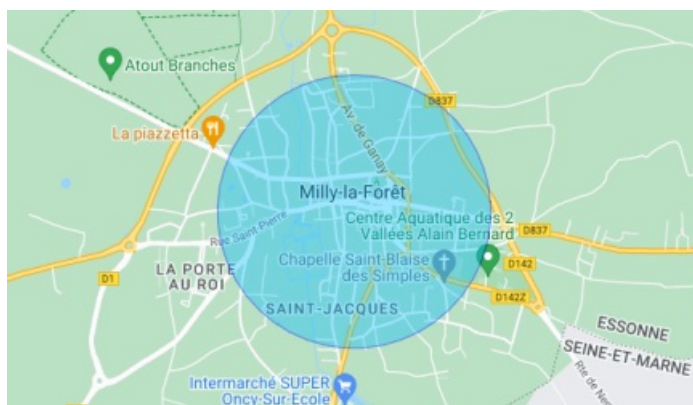 Atout Branches
D837
Av. de Ganay
La piazzetta
Milly-la-Forêt
Centre Aquatique des 2
Vallées Alain Bernard
D837
Rue Saint-Pierre
Chapelle Saint-Blaise
des Simples
D142
LA PORTE
AU ROI
D1
D142Z
SAINT-JACQUES
ESSONNE
SEINE-ET-MARNE
Intermarché SUPER
Oncy-Sur-Ecole
Rte de